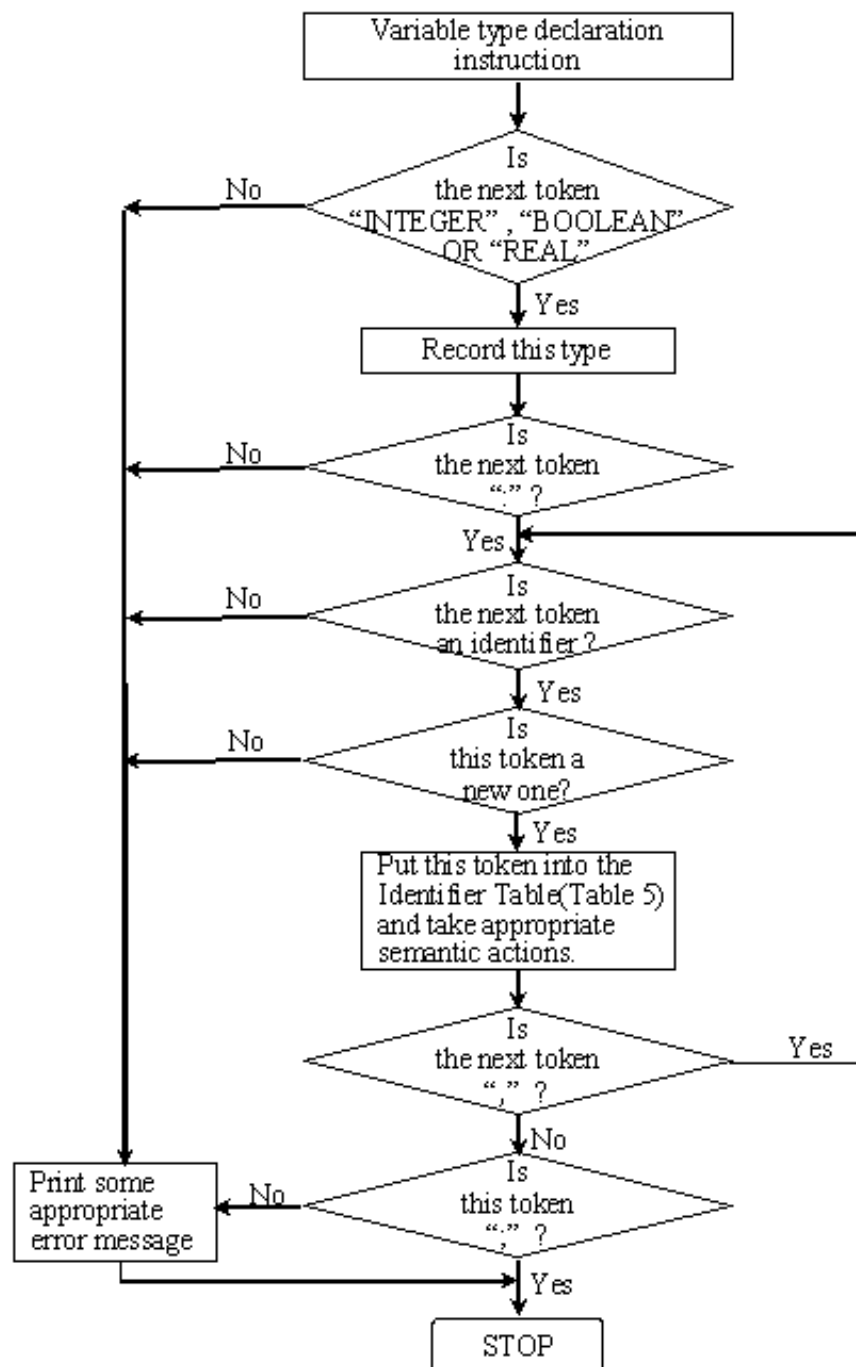 Variable type declaration
instruction
Is
the next token
“INTEGER” , “BOOLEAN”
OR “REAL”
No
Yes
Record this type
Is
the next token
“:” ?
No
Yes
Is
the next token
an identifier ?
No
Yes
Is
this token a
new one?
No
Yes
Put this token into the
Identifier Table(Table 5)
and take appropriate
semantic actions.
Is
the next token
“,” ?
Yes
No
Is
this token
“;” ?
No
Print some
appropriate
error message
Yes
STOP